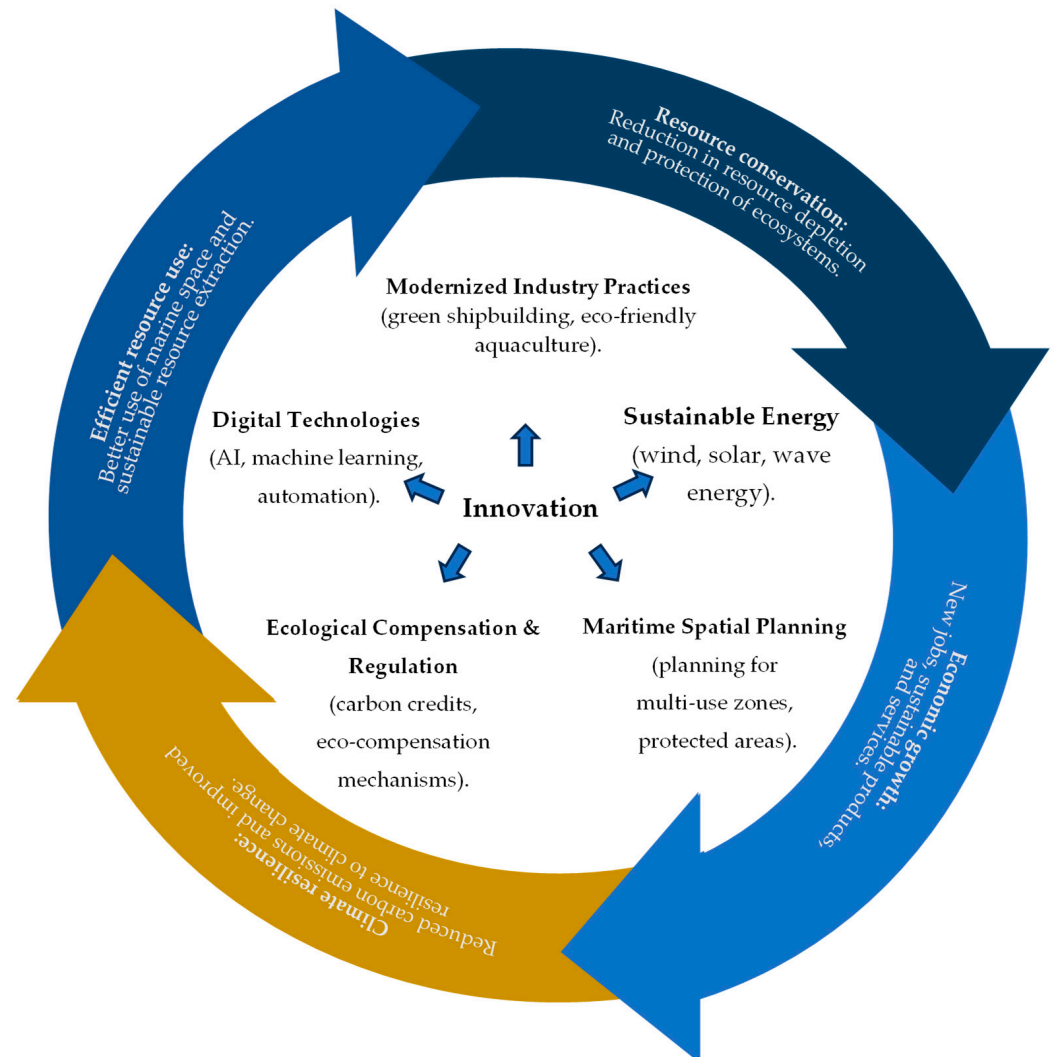 Resource conservation:
Reduction in resource depletion
and protection of ecosystems.
Efficient resource use:
Better use of marine space and
sustainable resource extraction.
Modernized Industry Practices
(green shipbuilding, eco-friendly
aquaculture).
Digital Technologies
(AI, machine learning,
automation).
Sustainable Energy
(wind, solar, wave
energy).
Innovation
Ecological Compensation &
Regulation
(carbon credits,
eco-compensation
mechanisms).
Maritime Spatial Planning
(planning for
multi-use zones,
protected areas).
Economic growth:
New jobs, sustainable products,
and services.
Climate resilience:
Reduced carbon emissions and improved
resilience to climate change.